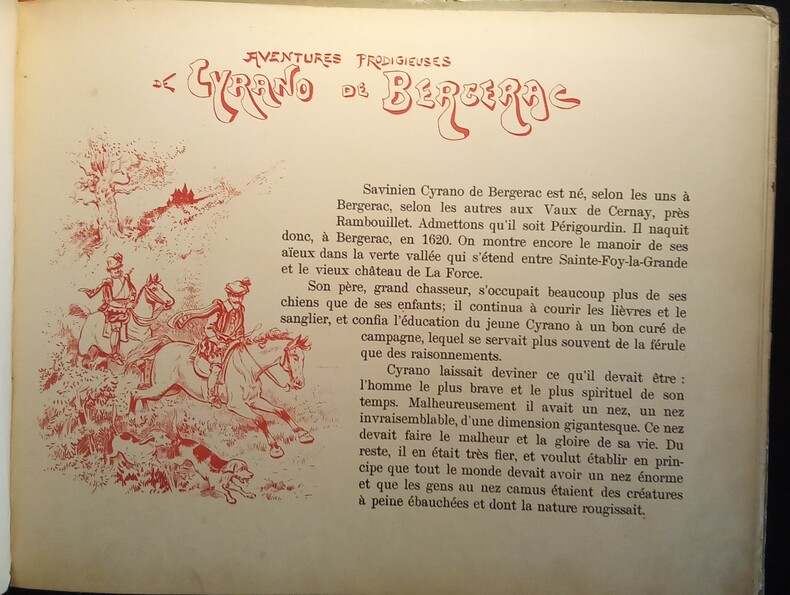 AVENTURES PRODIGIEUSES
DE CYRANO DE BERGERAC
Savinien Cyrano de Bergerac est né, selon les uns à
Bergerac, selon les autres aux Vaux de Cernay, près
Rambouillet. Admettons qu'il soit Périgourdin. Il naquit
donc, à Bergerac, en 1620. On montre encore le manoir de ses
aïeux dans la verte vallée qui s'étend entre Sainte-Foy-la-Grande
et le vieux château de La Force.
Son père, grand chasseur, s'occupait beaucoup plus de ses
chiens que de ses enfants; il continua à courir les lièvres et le
sanglier, et confia l'éducation du jeune Cyrano à un bon curé de
campagne, lequel se servait plus souvent de la férule
que des raisonnements.
Cyrano laissait deviner ce qu'il devait être :
l'homme le plus brave et le plus spirituel de son
temps. Malheureusement il avait un nez, un nez
invraisemblable, d'une dimension gigantesque. Ce nez
devait faire le malheur et la gloire de sa vie. Du
reste, il en était très fier, et voulut établir en prin-
cipe que tout le monde devait avoir un nez énorme
et que les gens au nez camus étaient des créatures
à peine ébauchées et dont la nature rougissait.